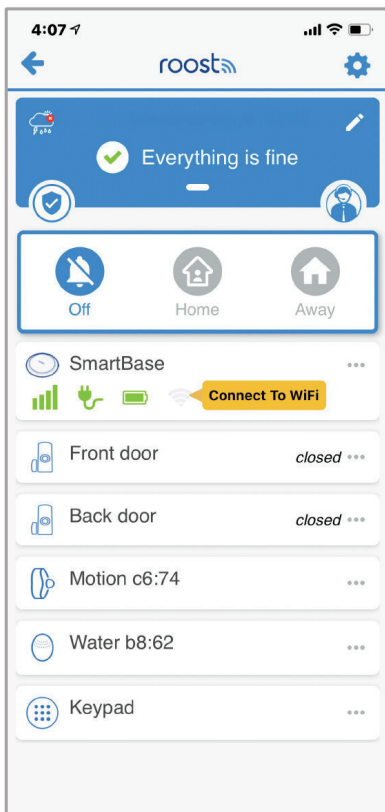 4:07
roost
Everything is fine
Off Home Away
SmartBase
Connect To WiFi
Front door closed
Back door closed
Motion c6:74
Water b8:62
Keypad